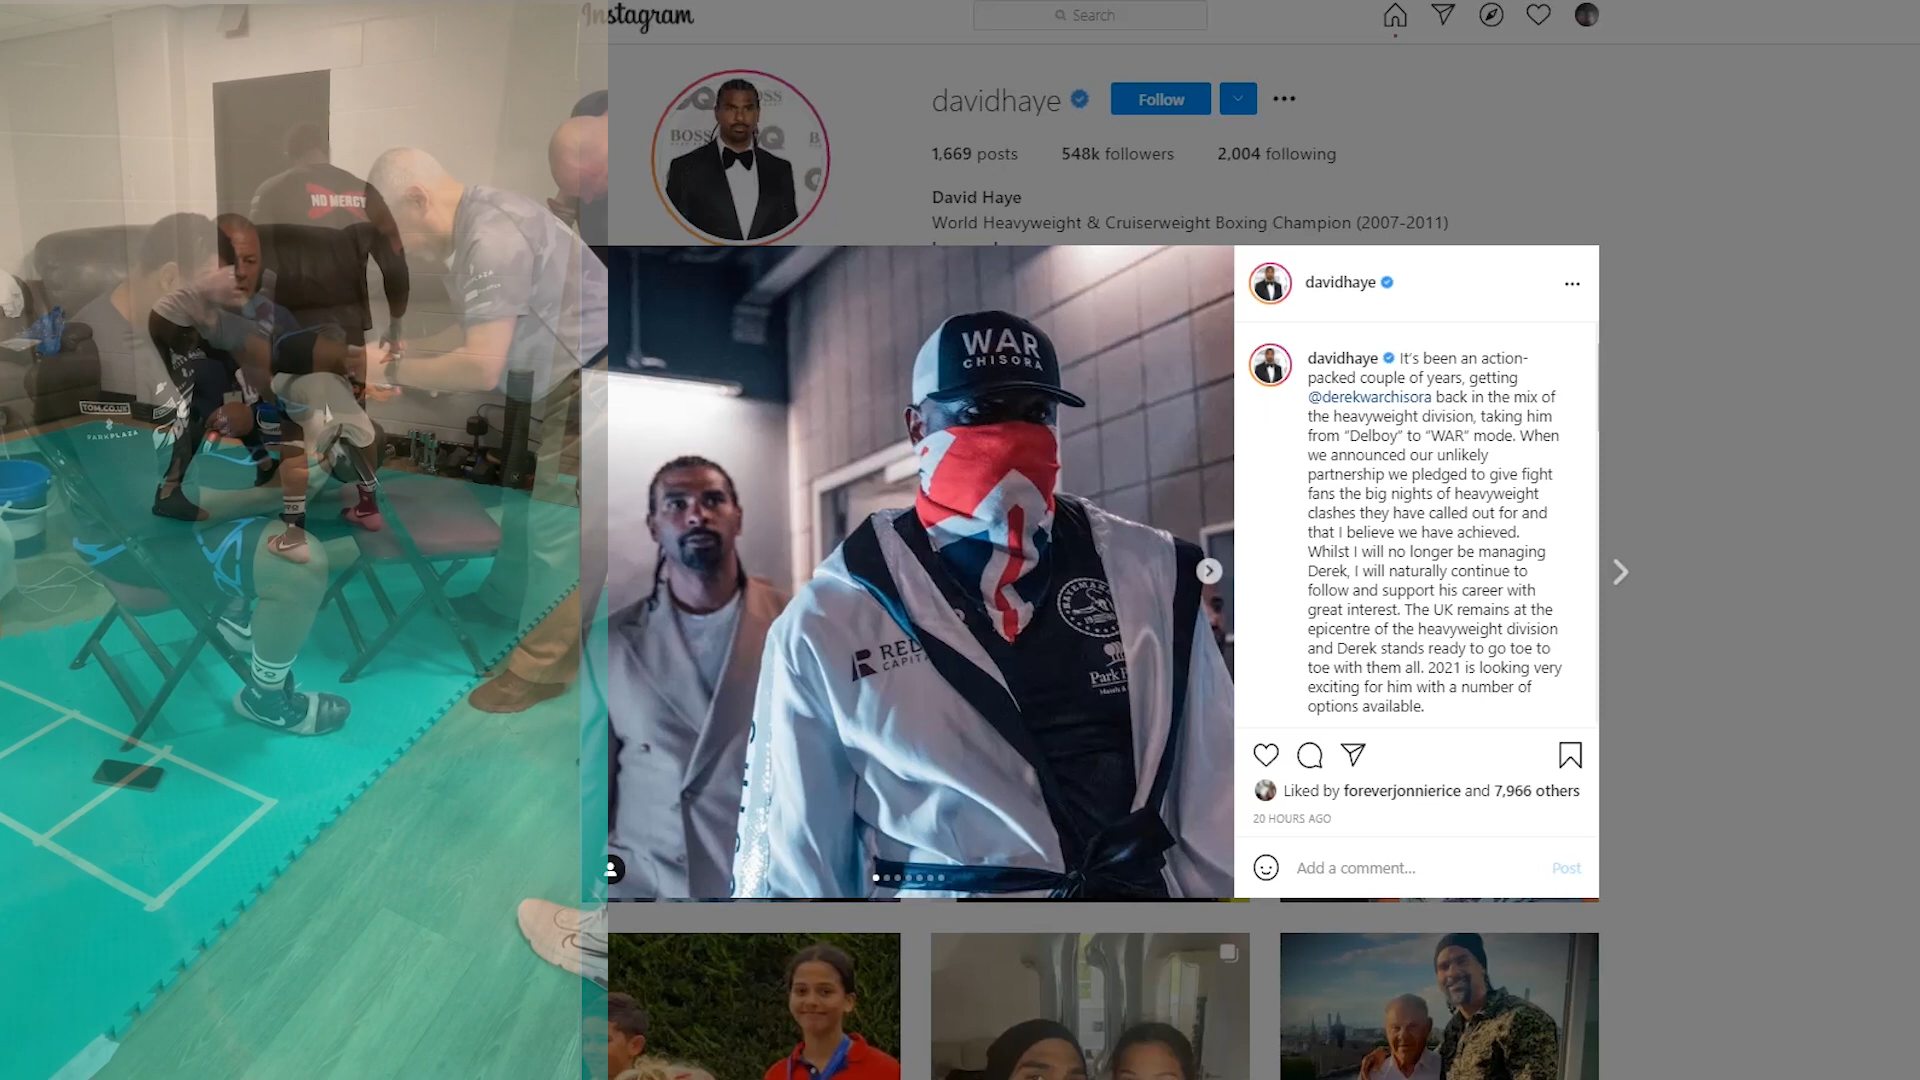 Instagram
Search
davidhaye
Follow
1,669 posts 548k followers 2,004 following
David Haye
World Heavyweight & Cruiserweight Boxing Champion (2007-2011)
BOSS
NO MERCY
TOM.CO.UK
PARKPLAZA
WAR
CHISORA
davidhaye
davidhaye It's been an action-
packed couple of years, getting
@derekwarchisora back in the mix of
the heavyweight division, taking him
from "Delboy" to "WAR" mode. When
we announced our unlikely
partnership we pledged to give fight
fans the big nights of heavyweight
clashes they have called out for and
that I believe we have achieved.
Whilst I will no longer be managing
Derek, I will naturally continue to
follow and support his career with
great interest. The UK remains at the
epicentre of the heavyweight division
and Derek stands ready to go toe to
toe with them all. 2021 is looking very
exciting for him with a number of
options available.
Liked by foreverjonnierice and 7,966 others
20 HOURS AGO
Add a comment... Post